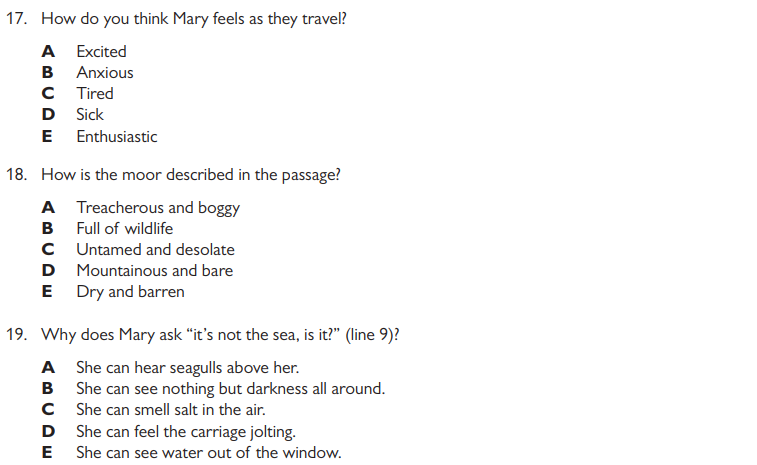 17. How do you think Mary feels as they travel?
A Excited
B Anxious
C Tired
D Sick
E Enthusiastic
18. How is the moor described in the passage?
A Treacherous and boggy
B Full of wildlife
C Untamed and desolate
D Mountainous and bare
E Dry and barren
19. Why does Mary ask “it’s not the sea, is it?” (line 9)?
A She can hear seagulls above her.
B She can see nothing but darkness all around.
C She can smell salt in the air.
D She can feel the carriage jolting.
E She can see water out of the window.